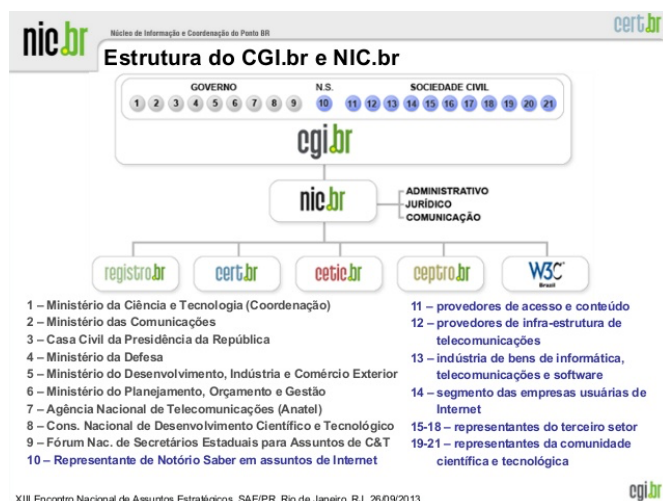 nic.br
Núcleo de Informação e Coordenação do Ponto BR
cert.br
Estrutura do CGI.br e NIC.br
GOVERNO N.S. SOCIEDADE CIVIL
1 2 3 4 5 6 7 8 9 10 11 12 13 14 15 16 17 18 19 20 21
cgi.br
nic.br
ADMINISTRATIVO
JURÍDICO
COMUNICAÇÃO
registro.br cert.br cetic.br ceptro.br W3C
Brasil
1 – Ministério da Ciência e Tecnologia (Coordenação)
2 – Ministério das Comunicações
3 – Casa Civil da Presidência da República
4 – Ministério da Defesa
5 – Ministério do Desenvolvimento, Indústria e Comércio Exterior
6 – Ministério do Planejamento, Orçamento e Gestão
7 – Agência Nacional de Telecomunicações (Anatel)
8 – Cons. Nacional de Desenvolvimento Científico e Tecnológico
9 – Fórum Nac. de Secretários Estaduais para Assuntos de C&T
10 – Representante de Notório Saber em assuntos de Internet
11 – provedores de acesso e conteúdo
12 – provedores de infra-estrutura de
telecomunicações
13 – indústria de bens de informática,
telecomunicações e software
14 – segmento das empresas usuárias de
Internet
15-18 – representantes do terceiro setor
19-21 – representantes da comunidade
científica e tecnológica
XIII Encontro Nacional de Assuntos Estratégicos, SAE/PR, Rio de Janeiro, RJ, 26/09/2013
cgi.br